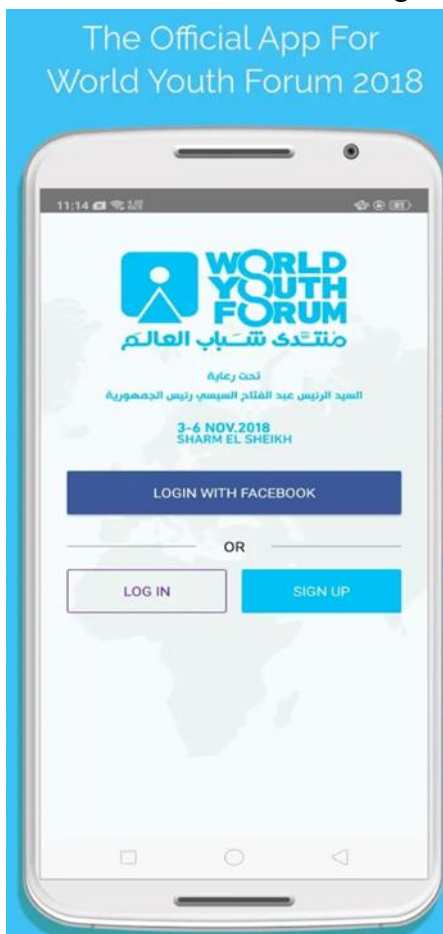 The Official App For
World Youth Forum 2018
11:14
WORLD
YOUTH
FORUM
منتدى شباب العالم
تحت رعاية
السيد الرئيس عبد الفتاح السيسي رئيس الجمهورية
3-6 NOV.2018
SHARM EL SHEIKH
LOGIN WITH FACEBOOK
OR
LOG IN
SIGN UP